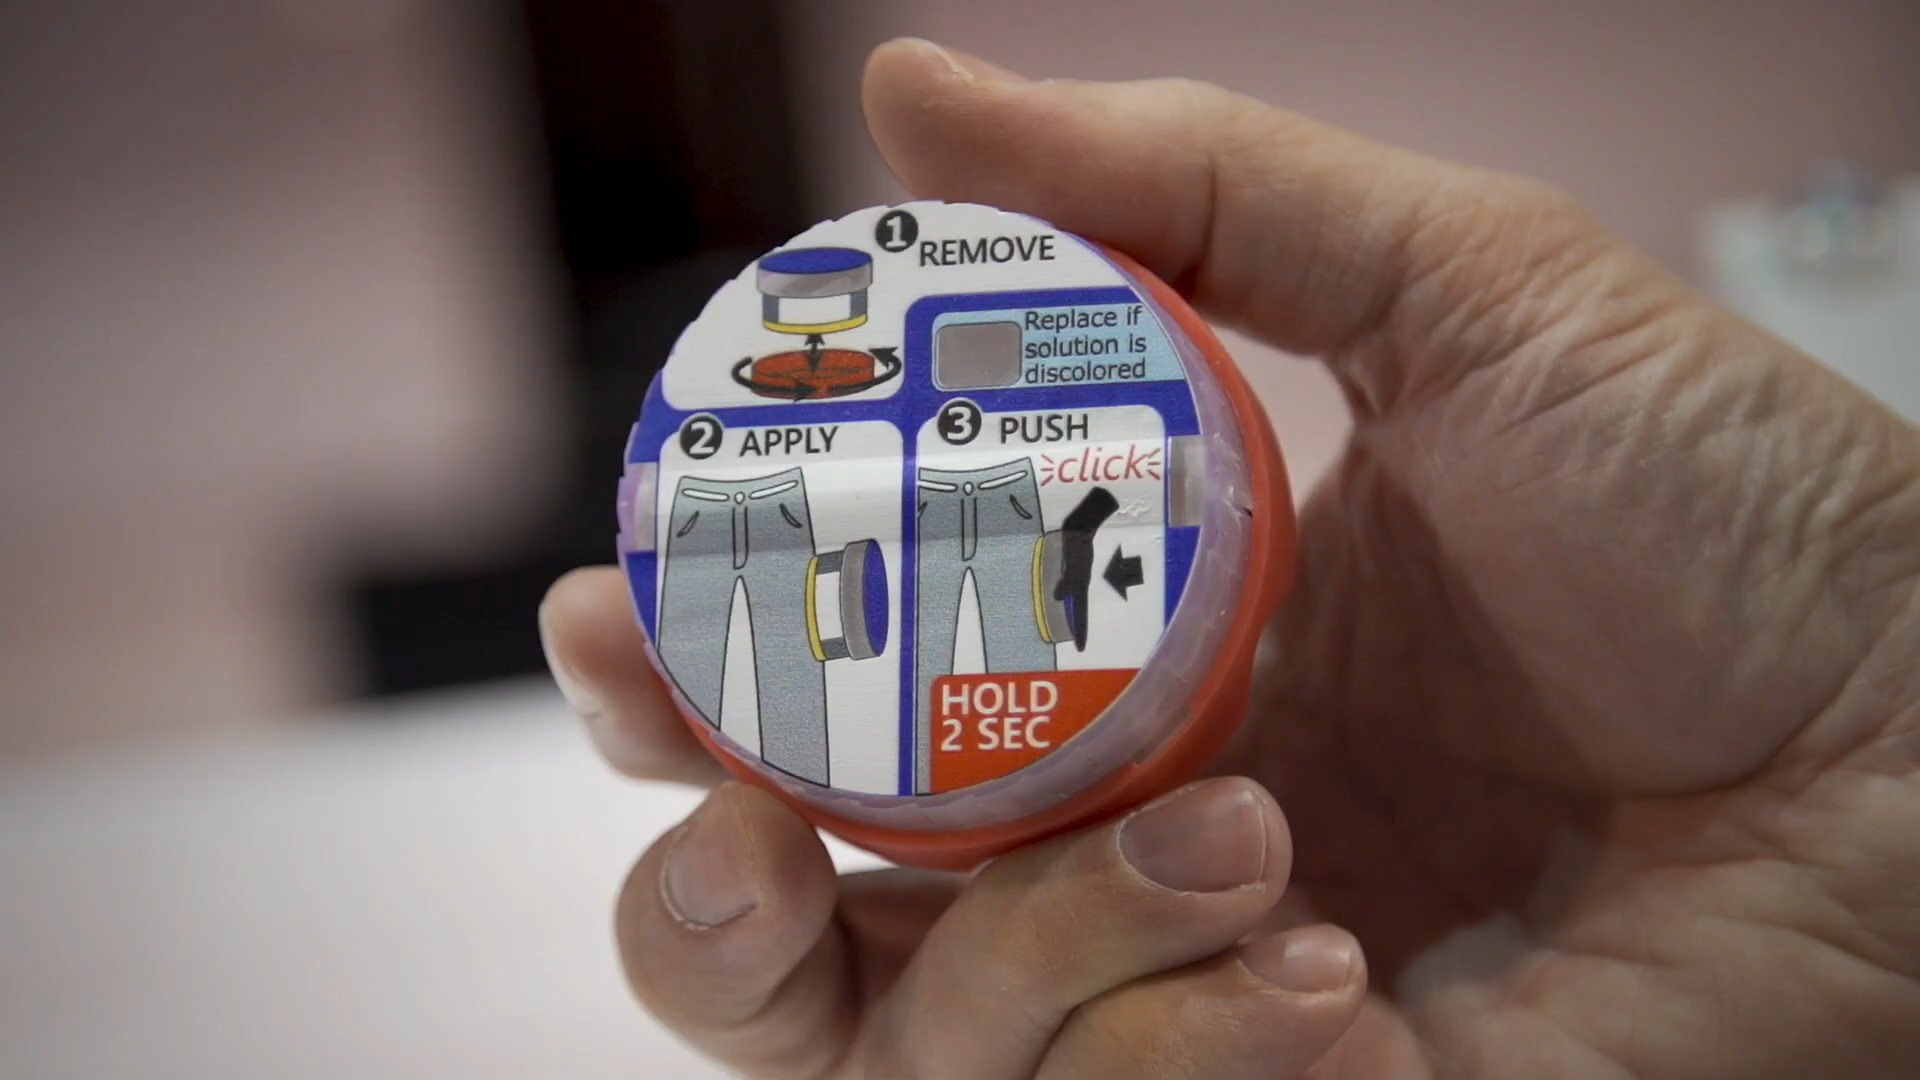 1 REMOVE
Replace if
solution is
discolored
2 APPLY
3 PUSH
click
HOLD
2 SEC